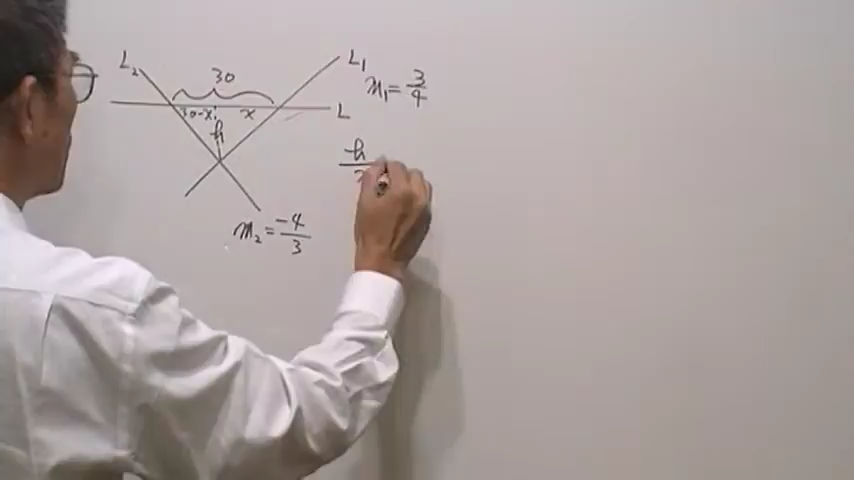 L₂
30
L₁
m₁ = 3/4
30-x
x
L
h
h
m₂ = -4/3